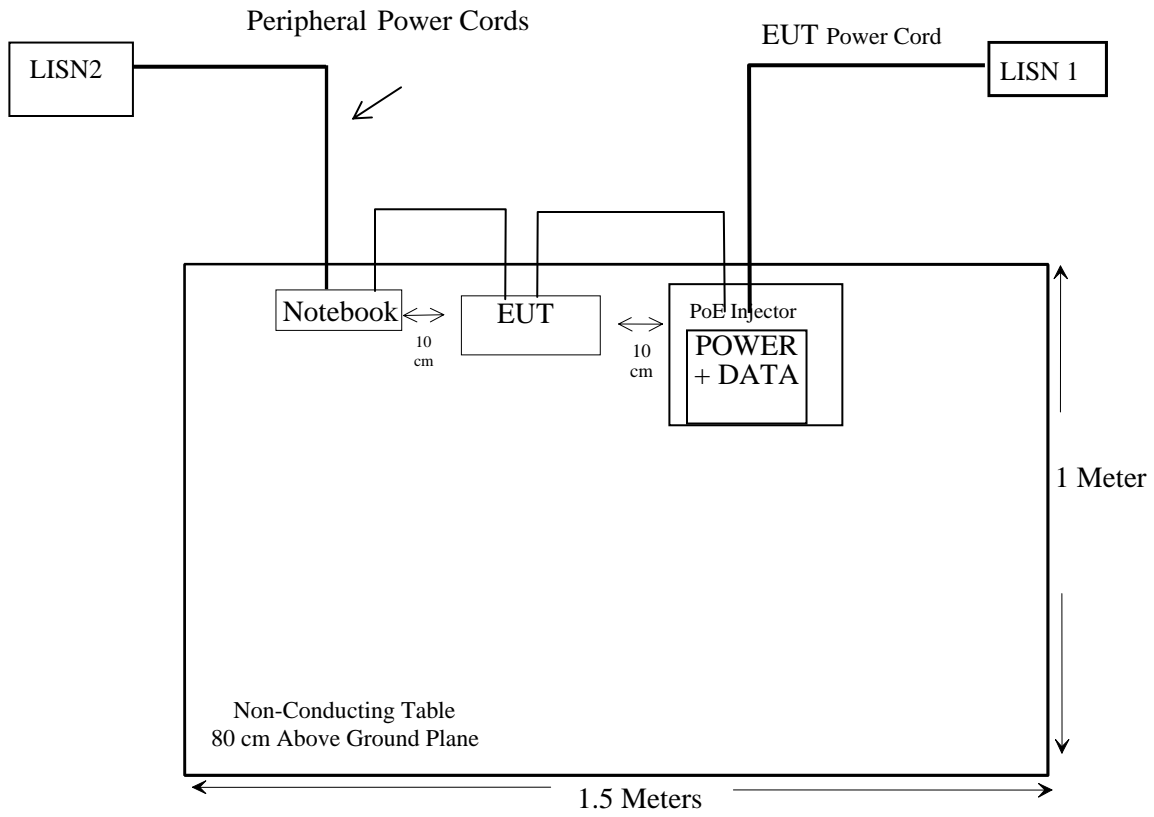 Peripheral Power Cords
EUT Power Cord
LISN2
LISN 1
Notebook
10
cm
EUT
10
cm
PoE Injector
POWER
+ DATA
1 Meter
Non-Conducting Table
80 cm Above Ground Plane
1.5 Meters